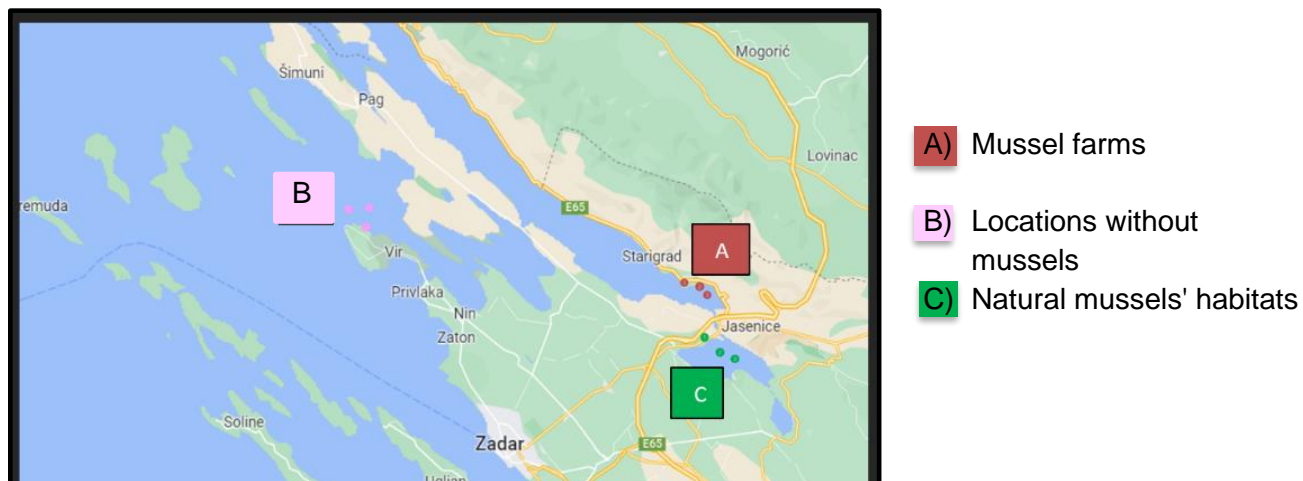 Mogorić
Šimuni
Pag
Lovinac
B
remuda
E65
Starigrad
A
Vir
Privlaka
Nin
Zaton
Jasenice
C
Soline
Zadar
E65
Ugljan
A) Mussel farms
B) Locations without
mussels
C) Natural mussels' habitats